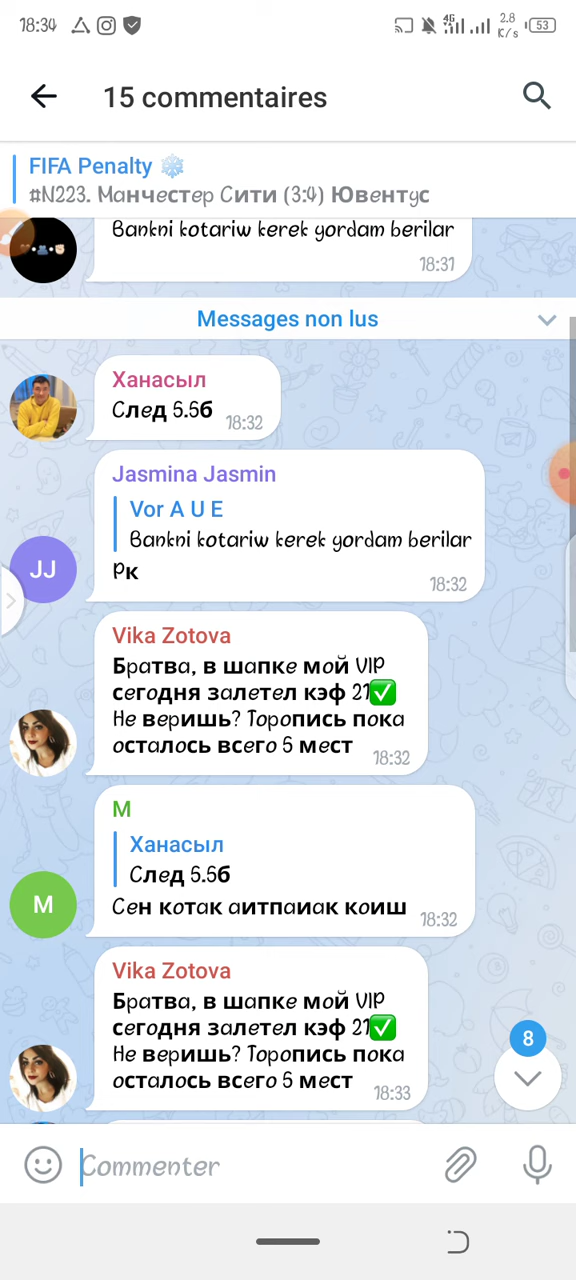 18:34
4G
2.8
K/s
53
15 commentaires
FIFA Penalty ❄️
#N223. Манчестер Сити (3:4) Ювентус
Bankni kotariw kerek yordam berilar
18:31
Messages non lus
Ханасыл
След 5.5б 18:32
Jasmina Jasmin
Vor A U E
Bankni kotariw kerek yordam berilar
JJ
Рк
18:32
Vika Zotova
Братва, в шапке мой VIP
сегодня залетел кэф 21✅
Не веришь? Торопись пока
осталось всего 5 мест 18:32
M
Ханасыл
След 5.5б
M
Сен котак аитпаиак коиш 18:32
Vika Zotova
Братва, в шапке мой VIP
сегодня залетел кэф 21✅
Не веришь? Торопись пока
осталось всего 5 мест 18:33
8
Commenter